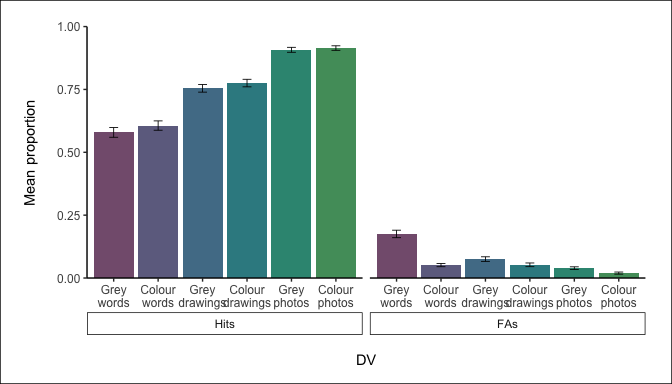 1.00
0.75
0.50
0.25
0.00
Mean proportion
Grey words
Colour words
Grey drawings
Colour drawings
Grey photos
Colour photos
Grey words
Colour words
Grey drawings
Colour drawings
Grey photos
Colour photos
Hits
FAs
DV